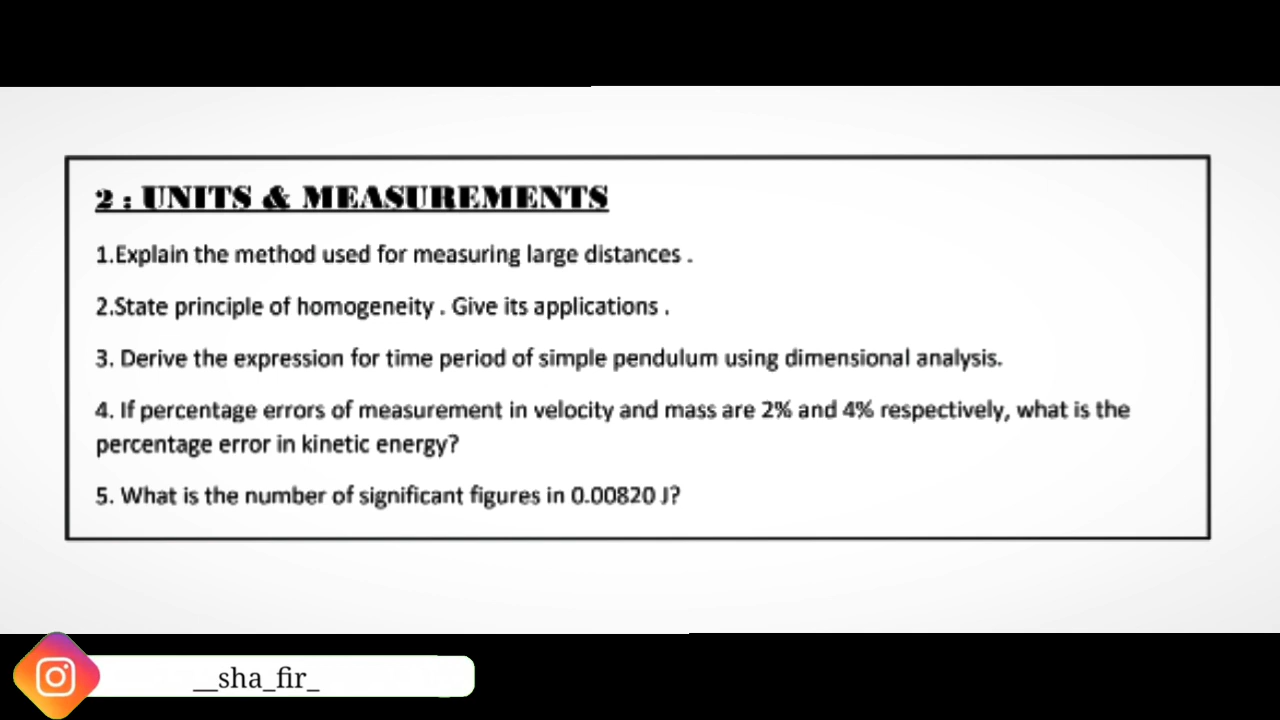 2 : UNITS & MEASUREMENTS
1.Explain the method used for measuring large distances .
2.State principle of homogeneity . Give its applications .
3. Derive the expression for time period of simple pendulum using dimensional analysis.
4. If percentage errors of measurement in velocity and mass are 2% and 4% respectively, what is the
percentage error in kinetic energy?
5. What is the number of significant figures in 0.00820 J?
__sha_fir_